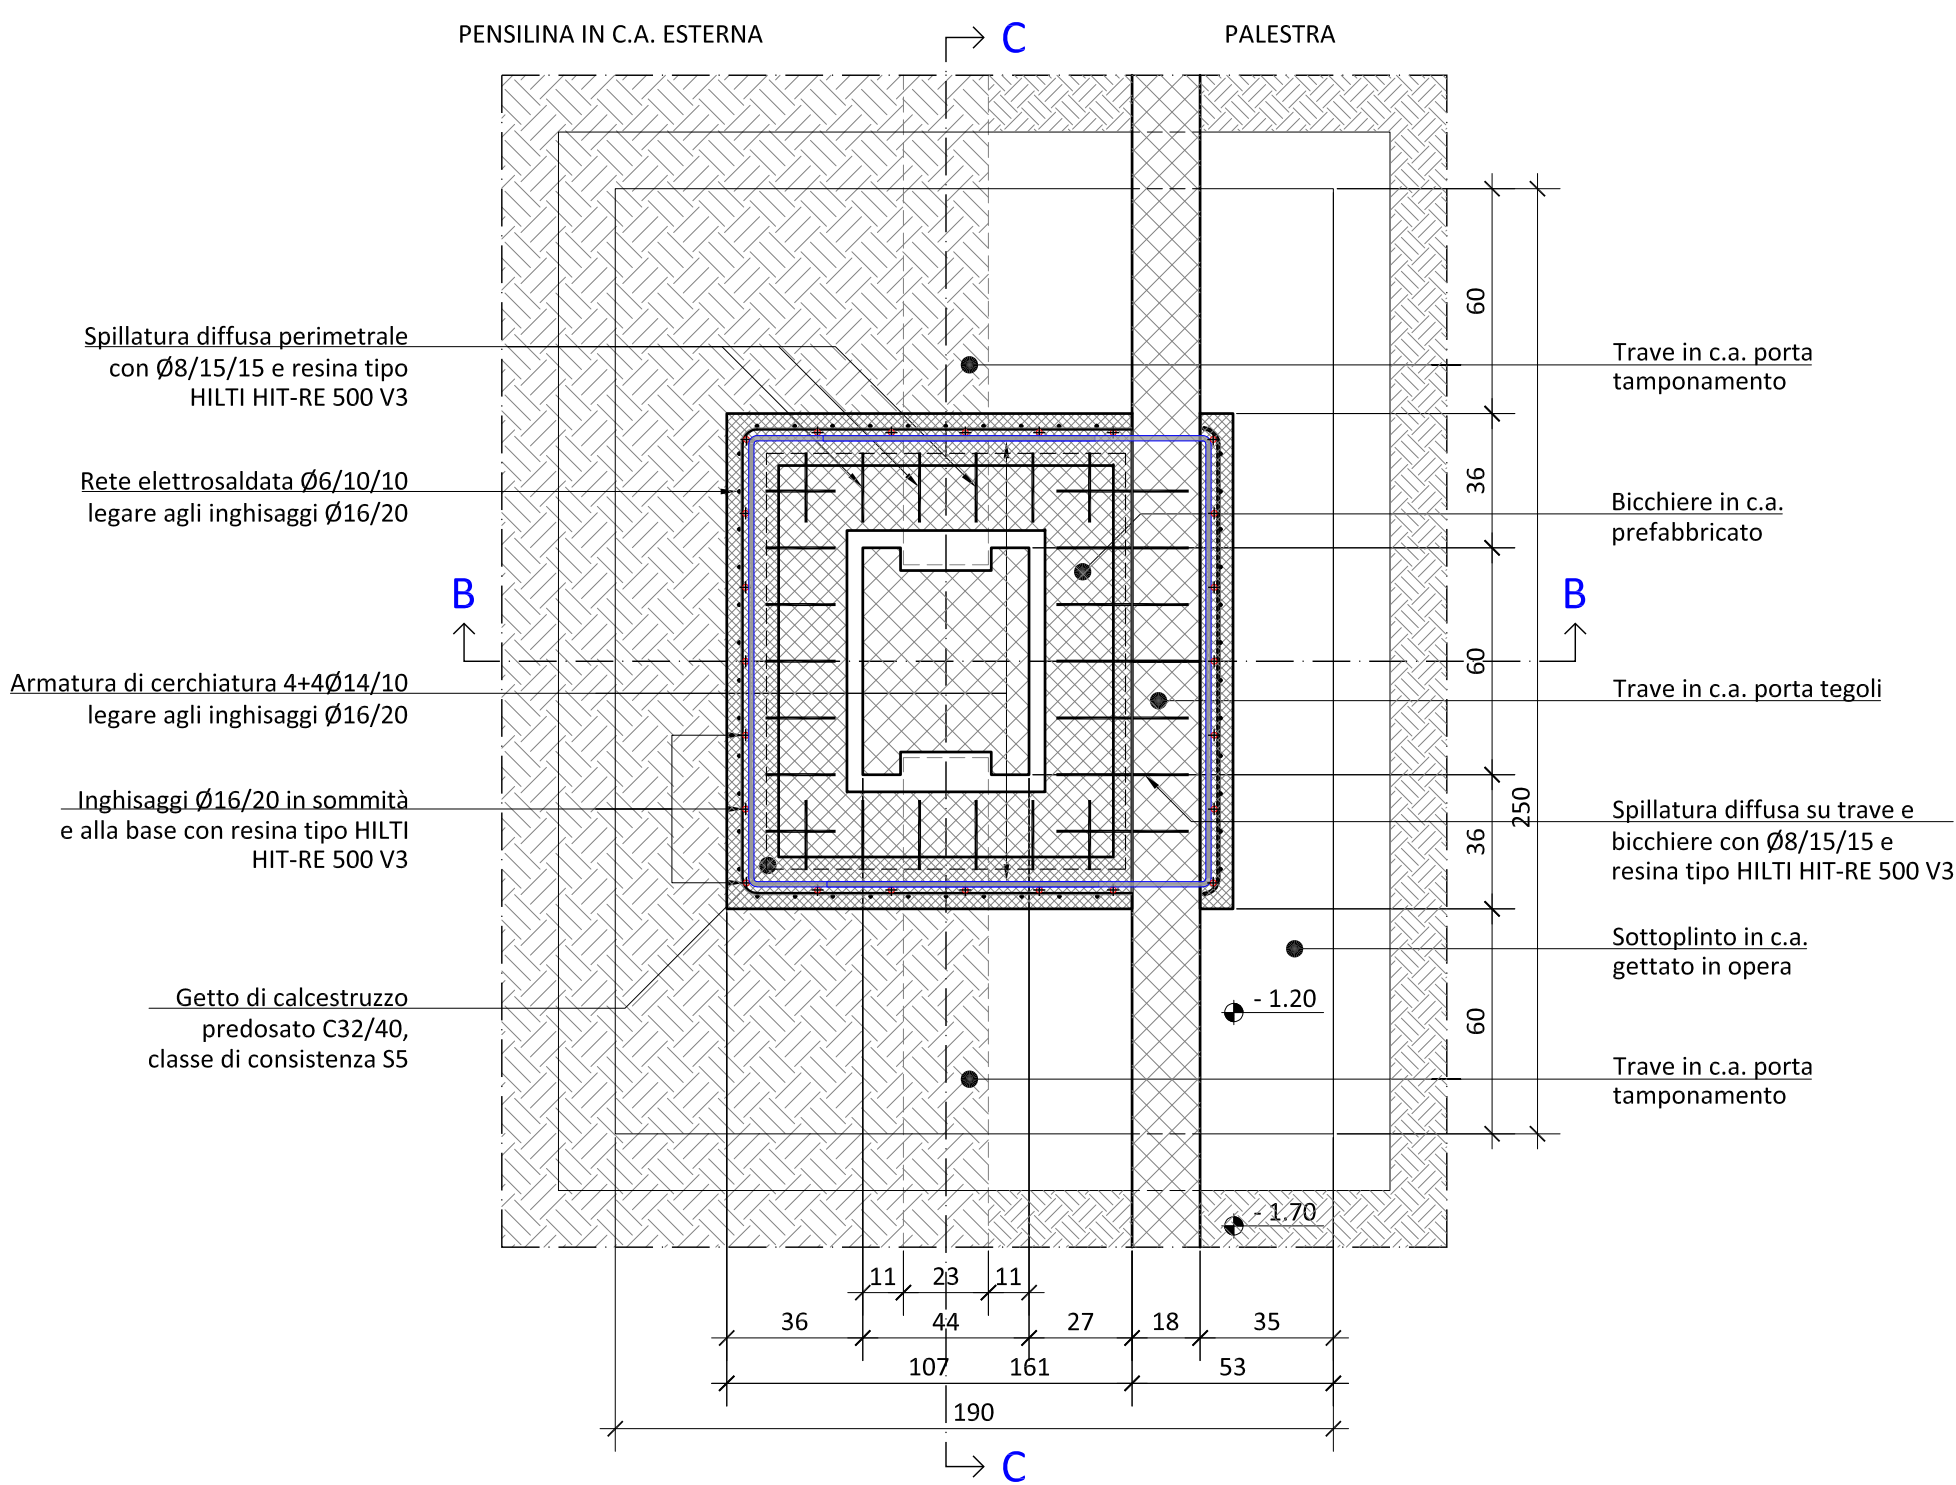 PENSILINA IN C.A. ESTERNA
C
PALESTRA
Spillatura diffusa perimetrale
con Ø8/15/15 e resina tipo
HILTI HIT-RE 500 V3
Rete elettrosaldata Ø6/10/10
legare agli inghisaggi Ø16/20
B
Armatura di cerchiatura 4+4Ø14/10
legare agli inghisaggi Ø16/20
Inghisaggi Ø16/20 in sommità
e alla base con resina tipo HILTI
HIT-RE 500 V3
Getto di calcestruzzo
predosato C32/40,
classe di consistenza S5
60
36
60
36
60
250
Trave in c.a. porta
tamponamento
Bicchiere in c.a.
prefabbricato
B
Trave in c.a. porta tegoli
Spillatura diffusa su trave e
bicchiere con Ø8/15/15 e
resina tipo HILTI HIT-RE 500 V3
Sottoplinto in c.a.
gettato in opera
- 1.20
Trave in c.a. porta
tamponamento
- 1.70
11 23 11
36 44 27 18 35
107 161 53
190
C